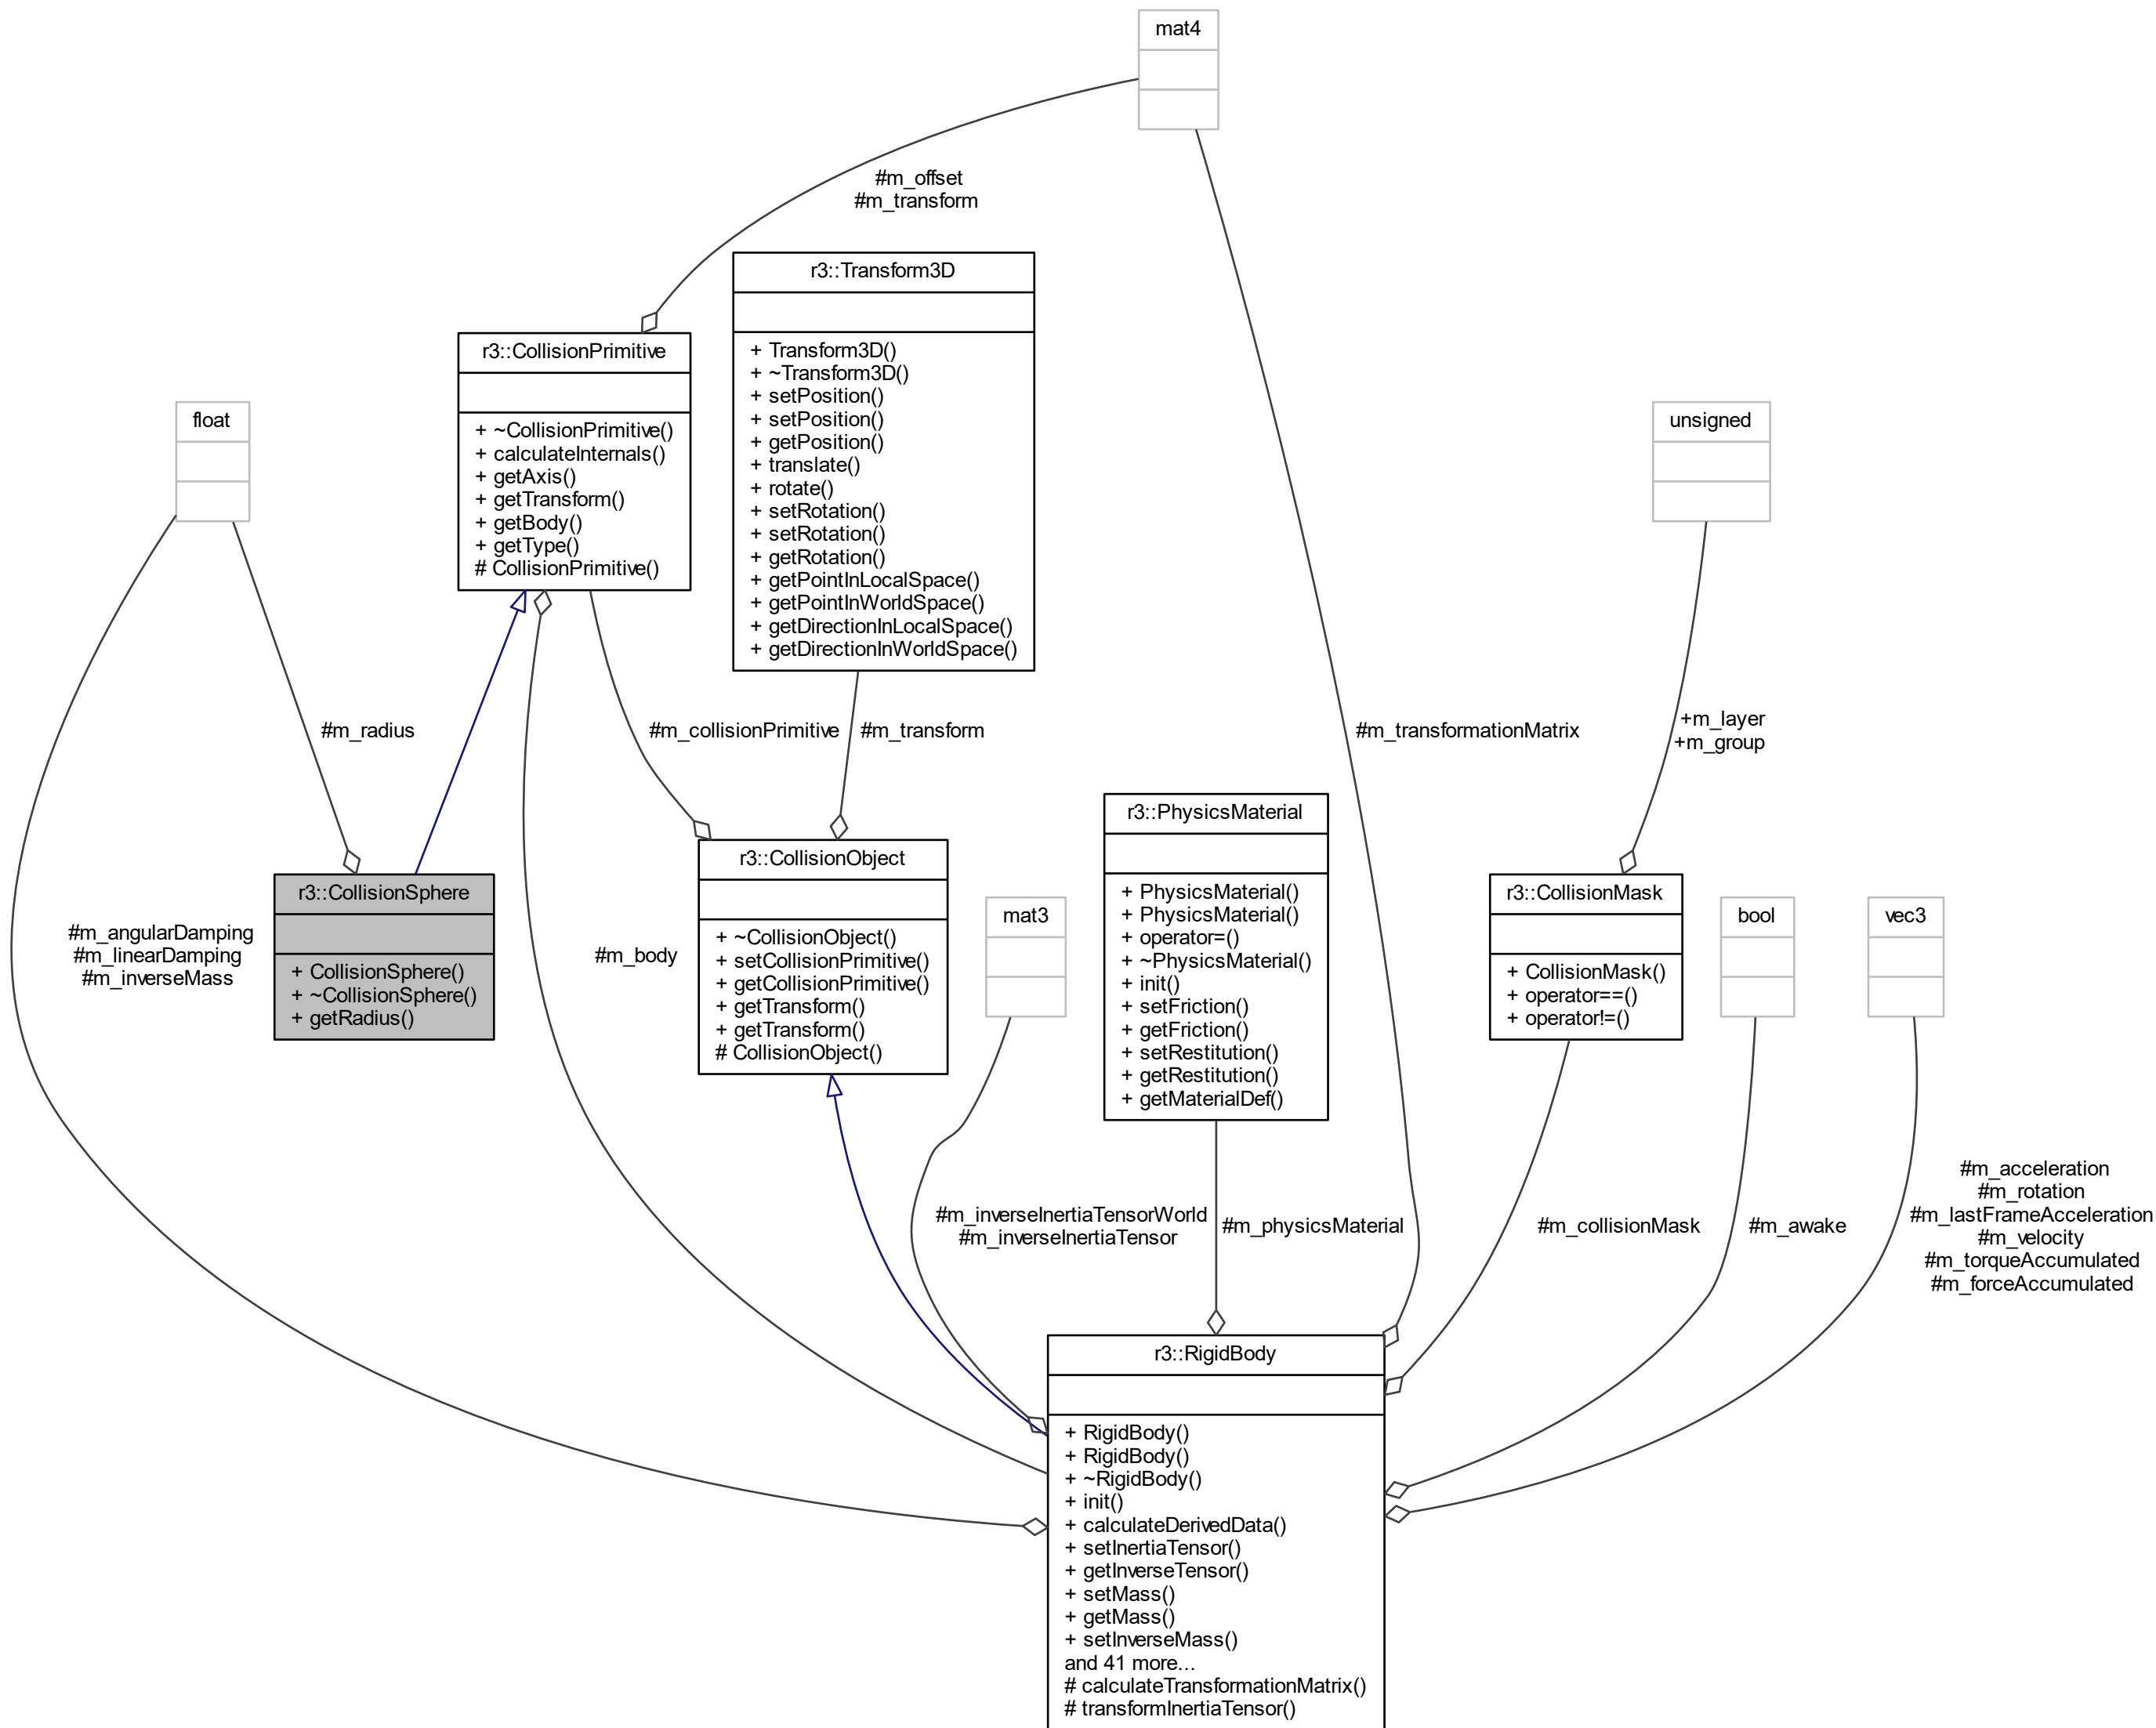 mat4
#m_offset
#m_transform
r3::Transform3D
+ Transform3D()
+ ~Transform3D()
+ setPosition()
+ setPosition()
+ getPosition()
+ translate()
+ rotate()
+ setRotation()
+ setRotation()
+ getRotation()
+ getPointInLocalSpace()
+ getPointInWorldSpace()
+ getDirectionInLocalSpace()
+ getDirectionInWorldSpace()
r3::CollisionPrimitive
+ ~CollisionPrimitive()
+ calculateInternals()
+ getAxis()
+ getTransform()
+ getBody()
+ getType()
# CollisionPrimitive()
float
unsigned
#m_radius
#m_collisionPrimitive
#m_transform
#m_transformationMatrix
+m_layer
+m_group
r3::PhysicsMaterial
+ PhysicsMaterial()
+ PhysicsMaterial()
+ operator=()
+ ~PhysicsMaterial()
+ init()
+ setFriction()
+ getFriction()
+ setRestitution()
+ getRestitution()
+ getMaterialDef()
r3::CollisionObject
+ ~CollisionObject()
+ setCollisionPrimitive()
+ getCollisionPrimitive()
+ getTransform()
+ getTransform()
# CollisionObject()
r3::CollisionSphere
+ CollisionSphere()
+ ~CollisionSphere()
+ getRadius()
r3::CollisionMask
+ CollisionMask()
+ operator==()
+ operator!=()
mat3
bool
vec3
#m_angularDamping
#m_linearDamping
#m_inverseMass
#m_body
#m_inverseInertiaTensorWorld
#m_inverseInertiaTensor
#m_physicsMaterial
#m_collisionMask
#m_awake
#m_acceleration
#m_rotation
#m_lastFrameAcceleration
#m_velocity
#m_torqueAccumulated
#m_forceAccumulated
r3::RigidBody
+ RigidBody()
+ RigidBody()
+ ~RigidBody()
+ init()
+ calculateDerivedData()
+ setInertiaTensor()
+ getInverseTensor()
+ setMass()
+ getMass()
+ setInverseMass()
and 41 more...
# calculateTransformationMatrix()
# transformInertiaTensor()